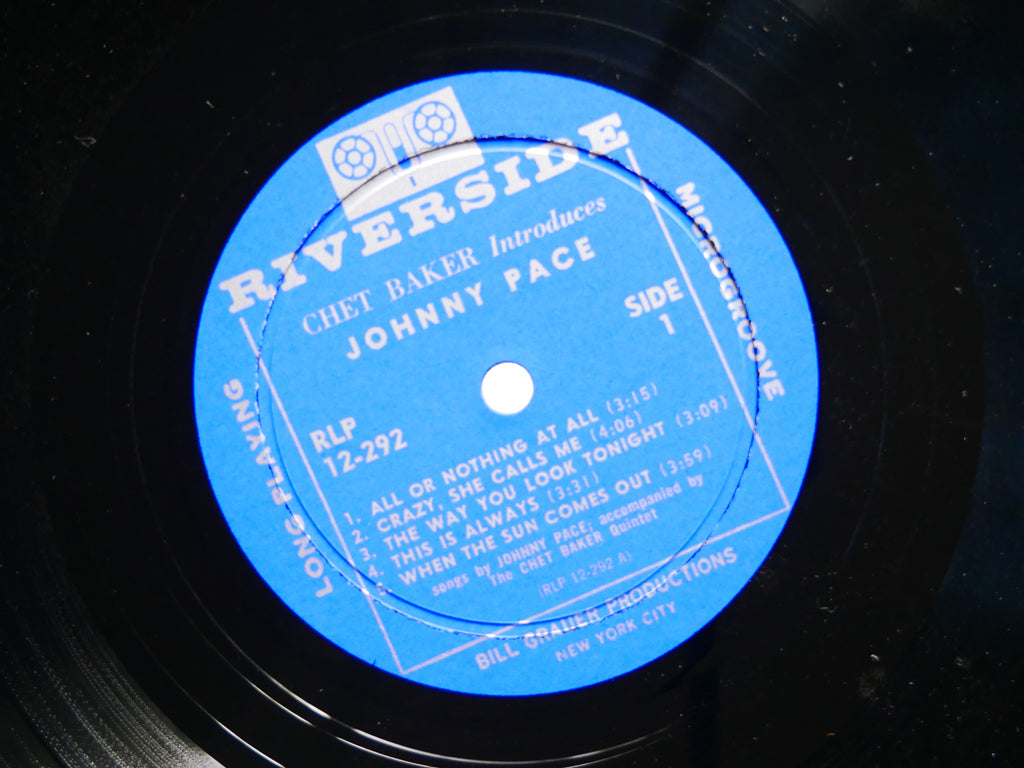 RIVERSIDE
CHET BAKER Introduces
JOHNNY PACE
SIDE
1
MICROGROOVE
LONG PLAYING
RLP
12-292
1. ALL OR NOTHING AT ALL (3:15)
2. CRAZY, SHE CALLS ME (4:06)
3. THE WAY YOU LOOK TONIGHT (3:09)
4. THIS IS ALWAYS (3:31)
5. WHEN THE SUN COMES OUT (3:59)
songs by JOHNNY PACE; accompanied by
The CHET BAKER Quintet
(RLP 12-292 A)
BILL GRAUER PRODUCTIONS
NEW YORK CITY